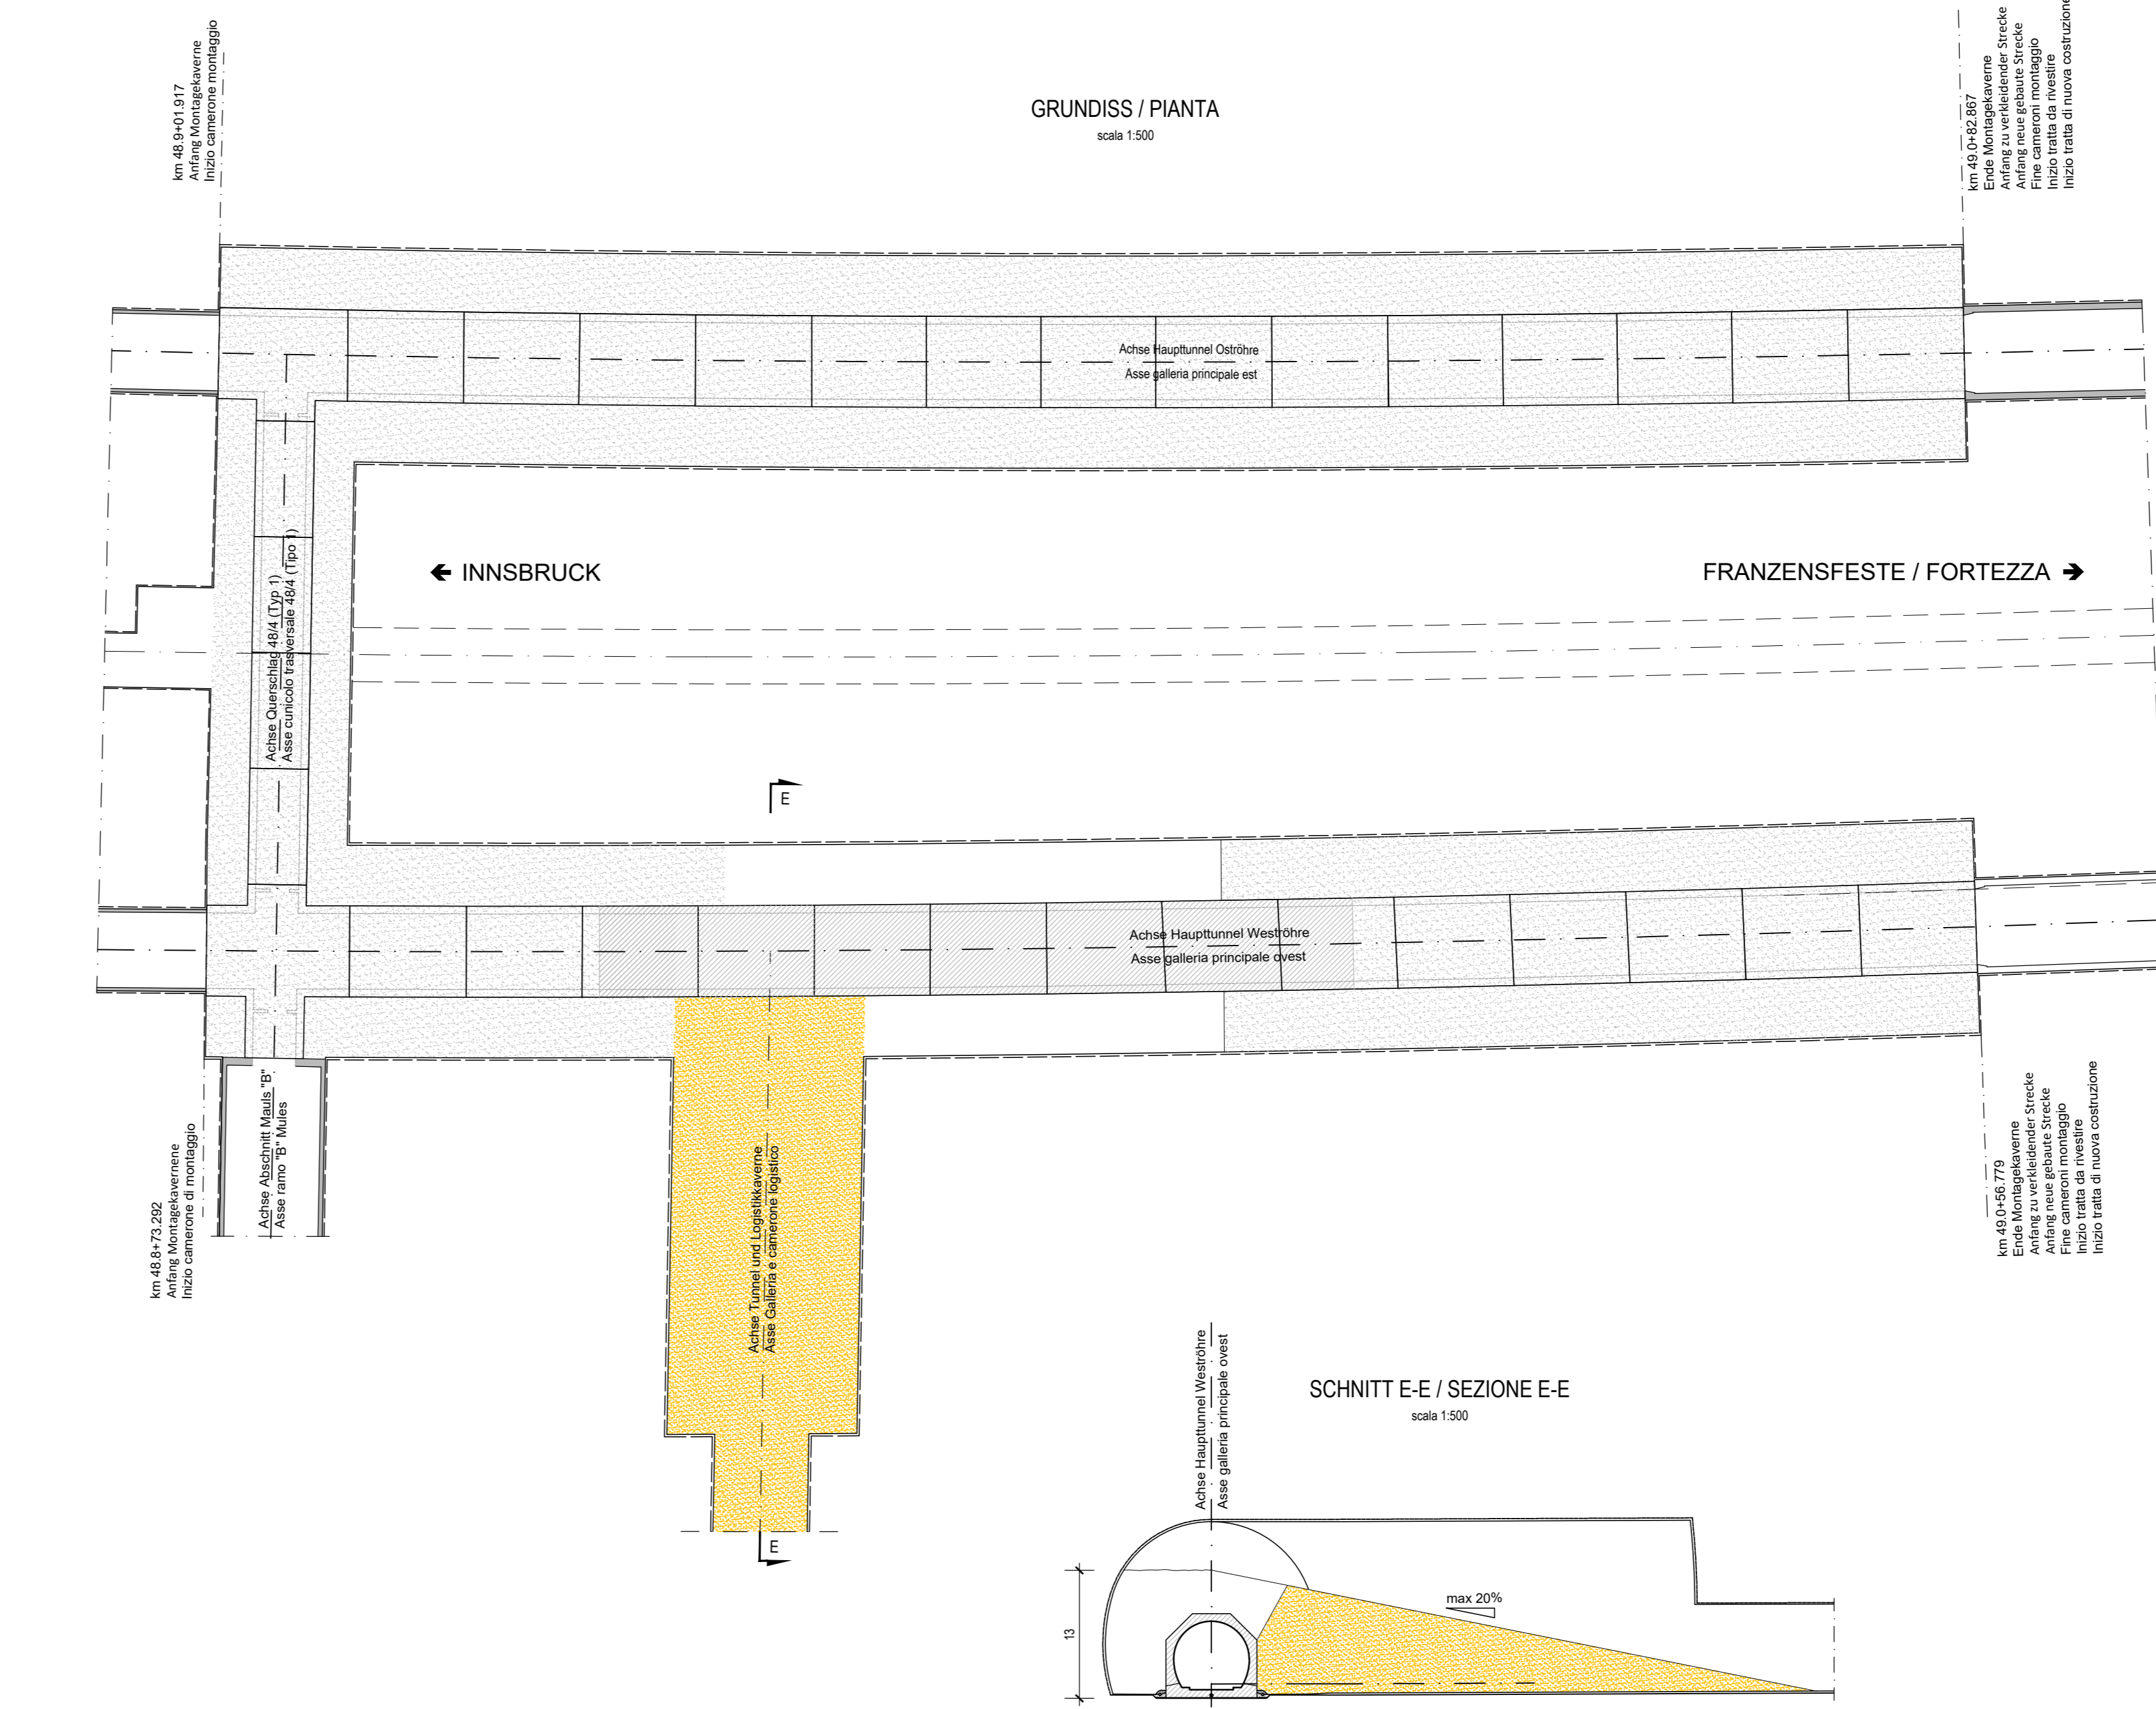 km 48.9+01.917
Anfang Montagekaverne
Inizio camerone montaggio
GRUNDISS / PIANTA
scala 1:500
km 49.0+82.867
Ende Montagekaverne
Anfang zu verkleidender Strecke
Anfang neue gebaute Strecke
Fine cameroni montaggio
Inizio tratta da rivestire
Inizio tratta di nuova costruzione
Achse Haupttunnel Oströhre
Asse galleria principale est
← INNSBRUCK
FRANZENSFESTE / FORTEZZA →
Achse Querschlag 48/4 (Typ 1)
Asse cunicolo trasversale 48/4 (Tipo 1)
E
Achse Haupttunnel Weströhre
Asse galleria principale ovest
km 48.8+73.292
Anfang Montagekavernene
Inizio camerone di montaggio
Achse Abschnitt Mauls "B"
Asse ramo "B" Mules
Achse Tunnel und Logistikkaverne
Asse Galleria e camerone logistico
E
km 49.0+56.779
Ende Montagekaverne
Anfang zu verkleidender Strecke
Anfang neue gebaute Strecke
Fine cameroni montaggio
Inizio tratta da rivestire
Inizio tratta di nuova costruzione
Achse Haupttunnel Weströhre
Asse galleria principale ovest
SCHNITT E-E / SEZIONE E-E
scala 1:500
max 20%
13